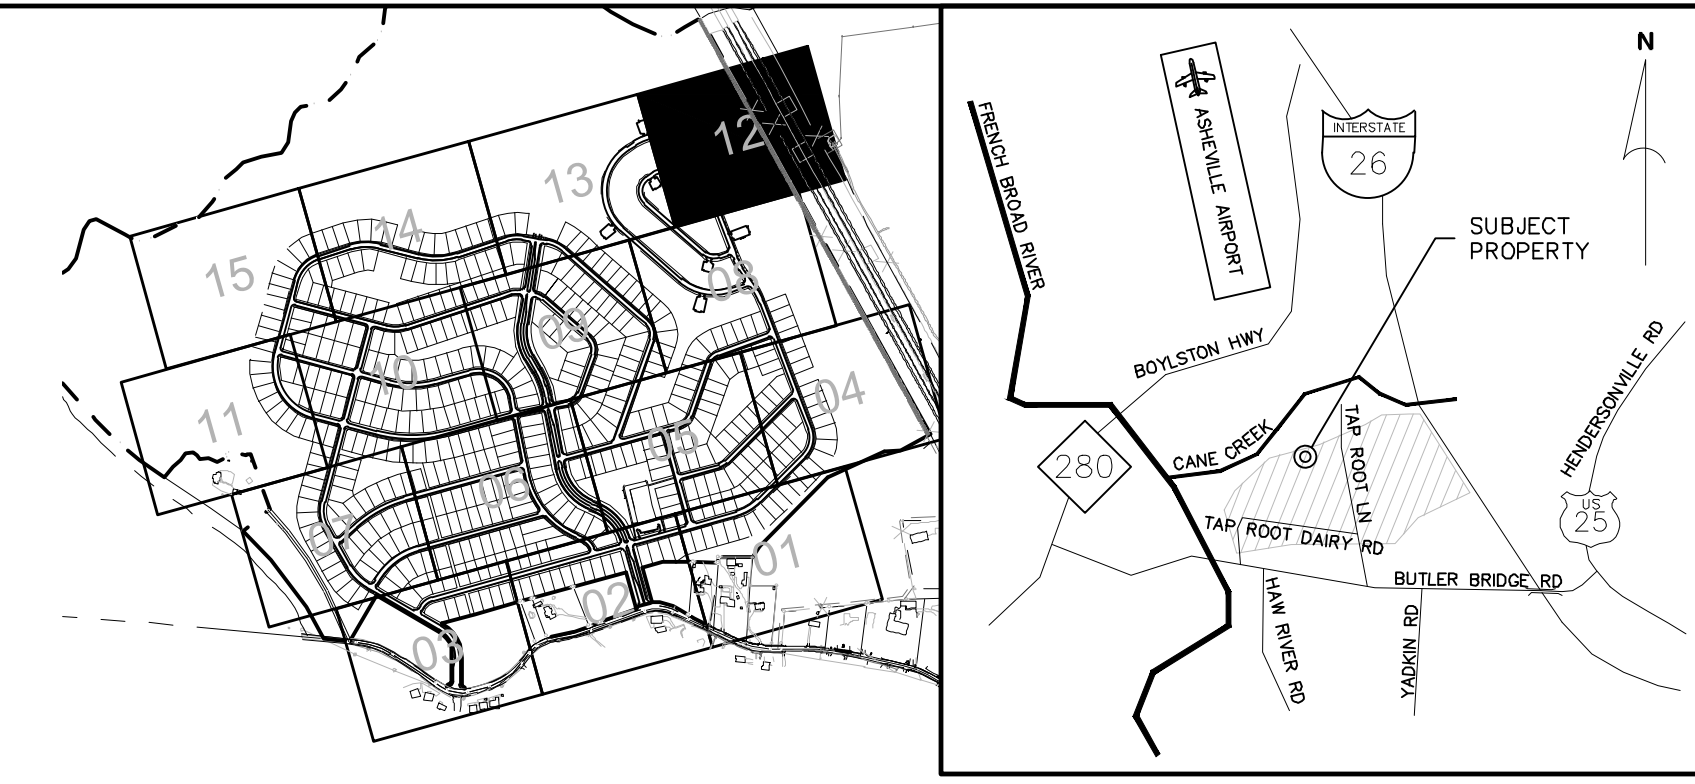 12
13
14
15
08
09
10
11
04
05
06
07
01
02
03
N
INTERSTATE
26
FRENCH BROAD RIVER
ASHEVILLE AIRPORT
SUBJECT
PROPERTY
BOYLSTON HWY
HENDERSONVILLE RD
280
CANE CREEK
TAP ROOT LN
US
25
TAP ROOT DAIRY RD
BUTLER BRIDGE RD
HAW RIVER RD
YADKIN RD